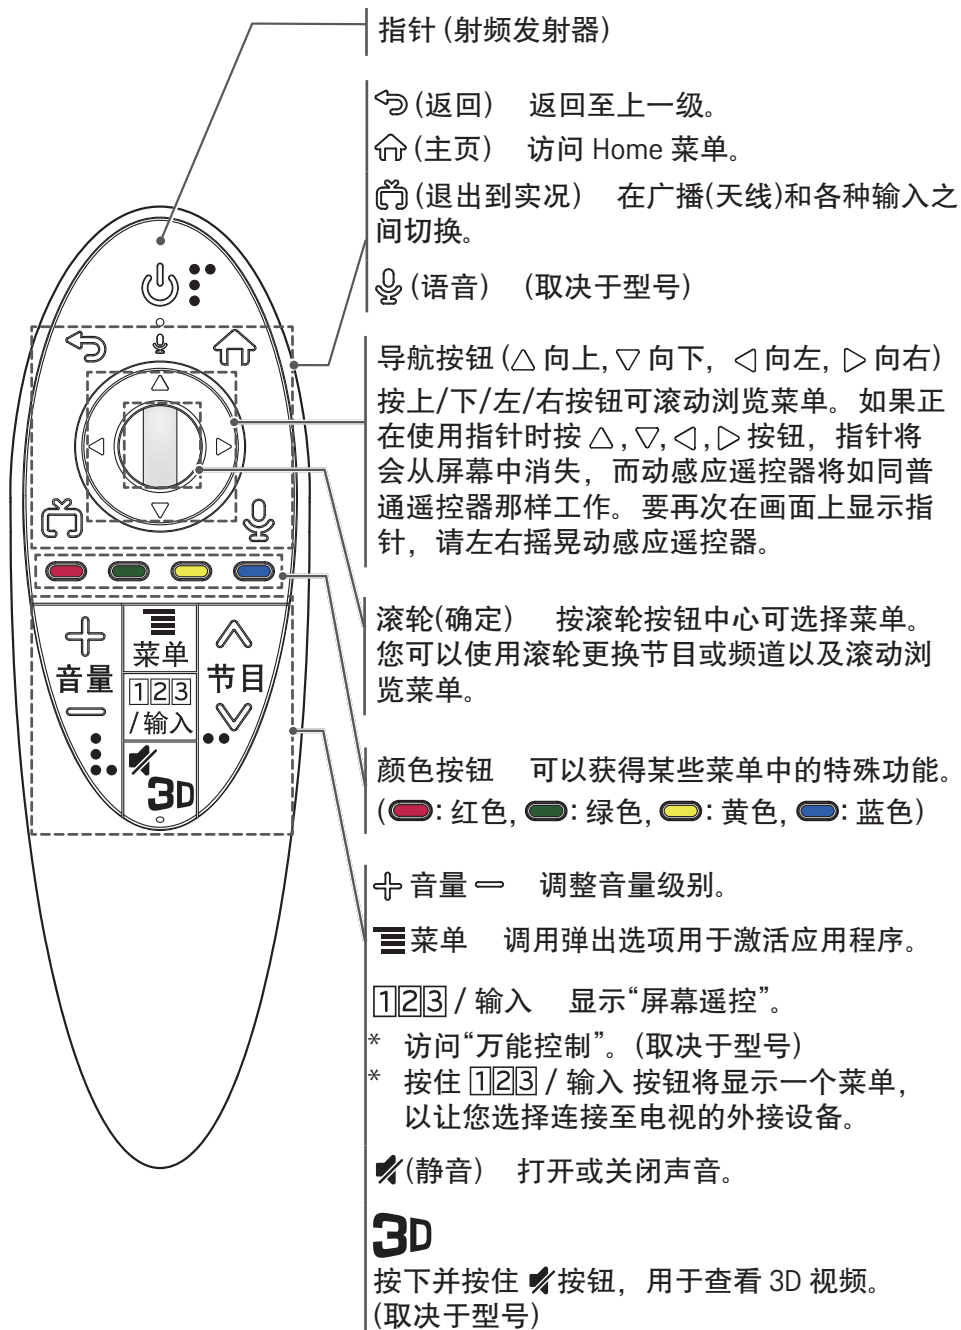 指针 (射频发射器)
(返回) 返回至上一级。
(主页) 访问 Home 菜单。
(退出到实况) 在广播(天线)和各种输入之
间切换。
(语音) (取决于型号)
导航按钮 (△ 向上, ▽ 向下, ◁ 向左, ▷ 向右)
按上/下/左/右按钮可滚动浏览菜单。如果正
在使用指针时按 △, ▽, ◁, ▷ 按钮, 指针将
会从屏幕中消失, 而动感应遥控器将如同普
通遥控器那样工作。要再次在画面上显示指
针, 请左右摇晃动感应遥控器。
滚轮(确定) 按滚轮按钮中心可选择菜单。
您可以使用滚轮更换节目或频道以及滚动浏
览菜单。
颜色按钮 可以获得某些菜单中的特殊功能。
(: 红色, : 绿色, : 黄色, : 蓝色)
音量 调整音量级别。
菜单 调用弹出选项用于激活应用程序。
123 / 输入 显示“屏幕遥控”。
* 访问“万能控制”。(取决于型号)
* 按住 123 / 输入 按钮将显示一个菜单,
以让您选择连接至电视的外接设备。
(静音) 打开或关闭声音。
3D
按下并按住 按钮, 用于查看 3D 视频。
(取决于型号)
菜单
音量
节目
123
/输入
3D